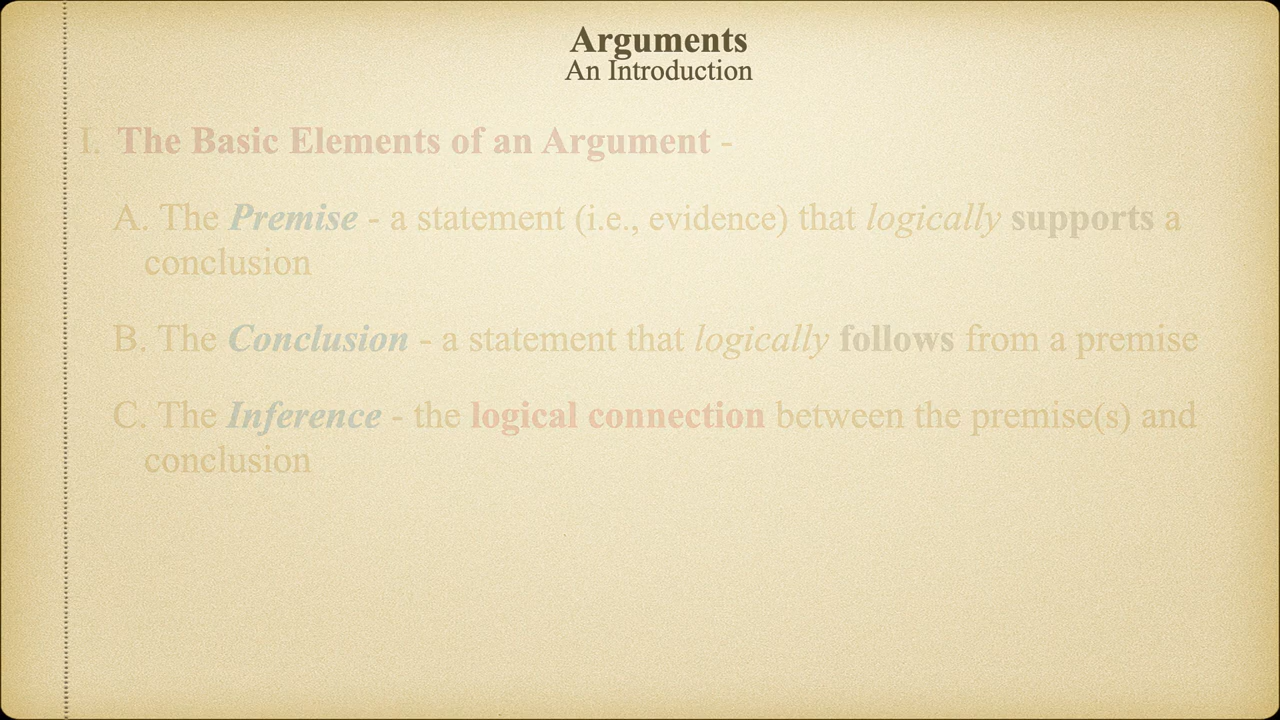 Arguments
An Introduction
I. The Basic Elements of an Argument -
A. The Premise - a statement (i.e., evidence) that logically supports a
conclusion
B. The Conclusion - a statement that logically follows from a premise
C. The Inference - the logical connection between the premise(s) and
conclusion